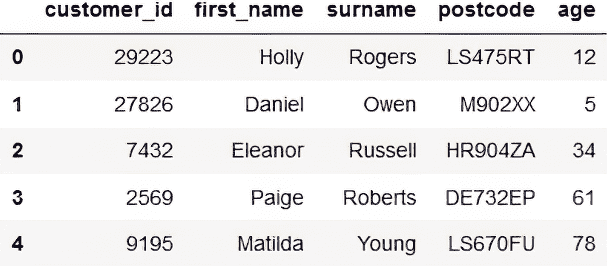 customer_id first_name surname postcode age
0 29223 Holly Rogers LS475RT 12
1 27826 Daniel Owen M902XX 5
2 7432 Eleanor Russell HR904ZA 34
3 2569 Paige Roberts DE732EP 61
4 9195 Matilda Young LS670FU 78